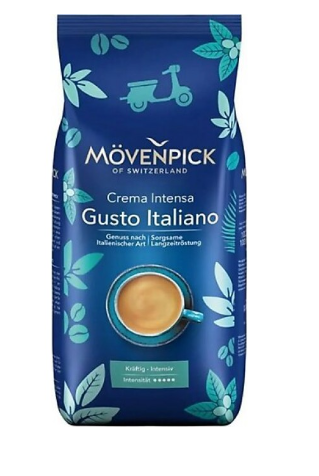 MÖVENPICK
OF SWITZERLAND
Crema Intensa
Gusto Italiano
Genuss nach | Sorgsame
Italienischer Art | Langzeitröstung
Kräftig - Intensiv
Intensität